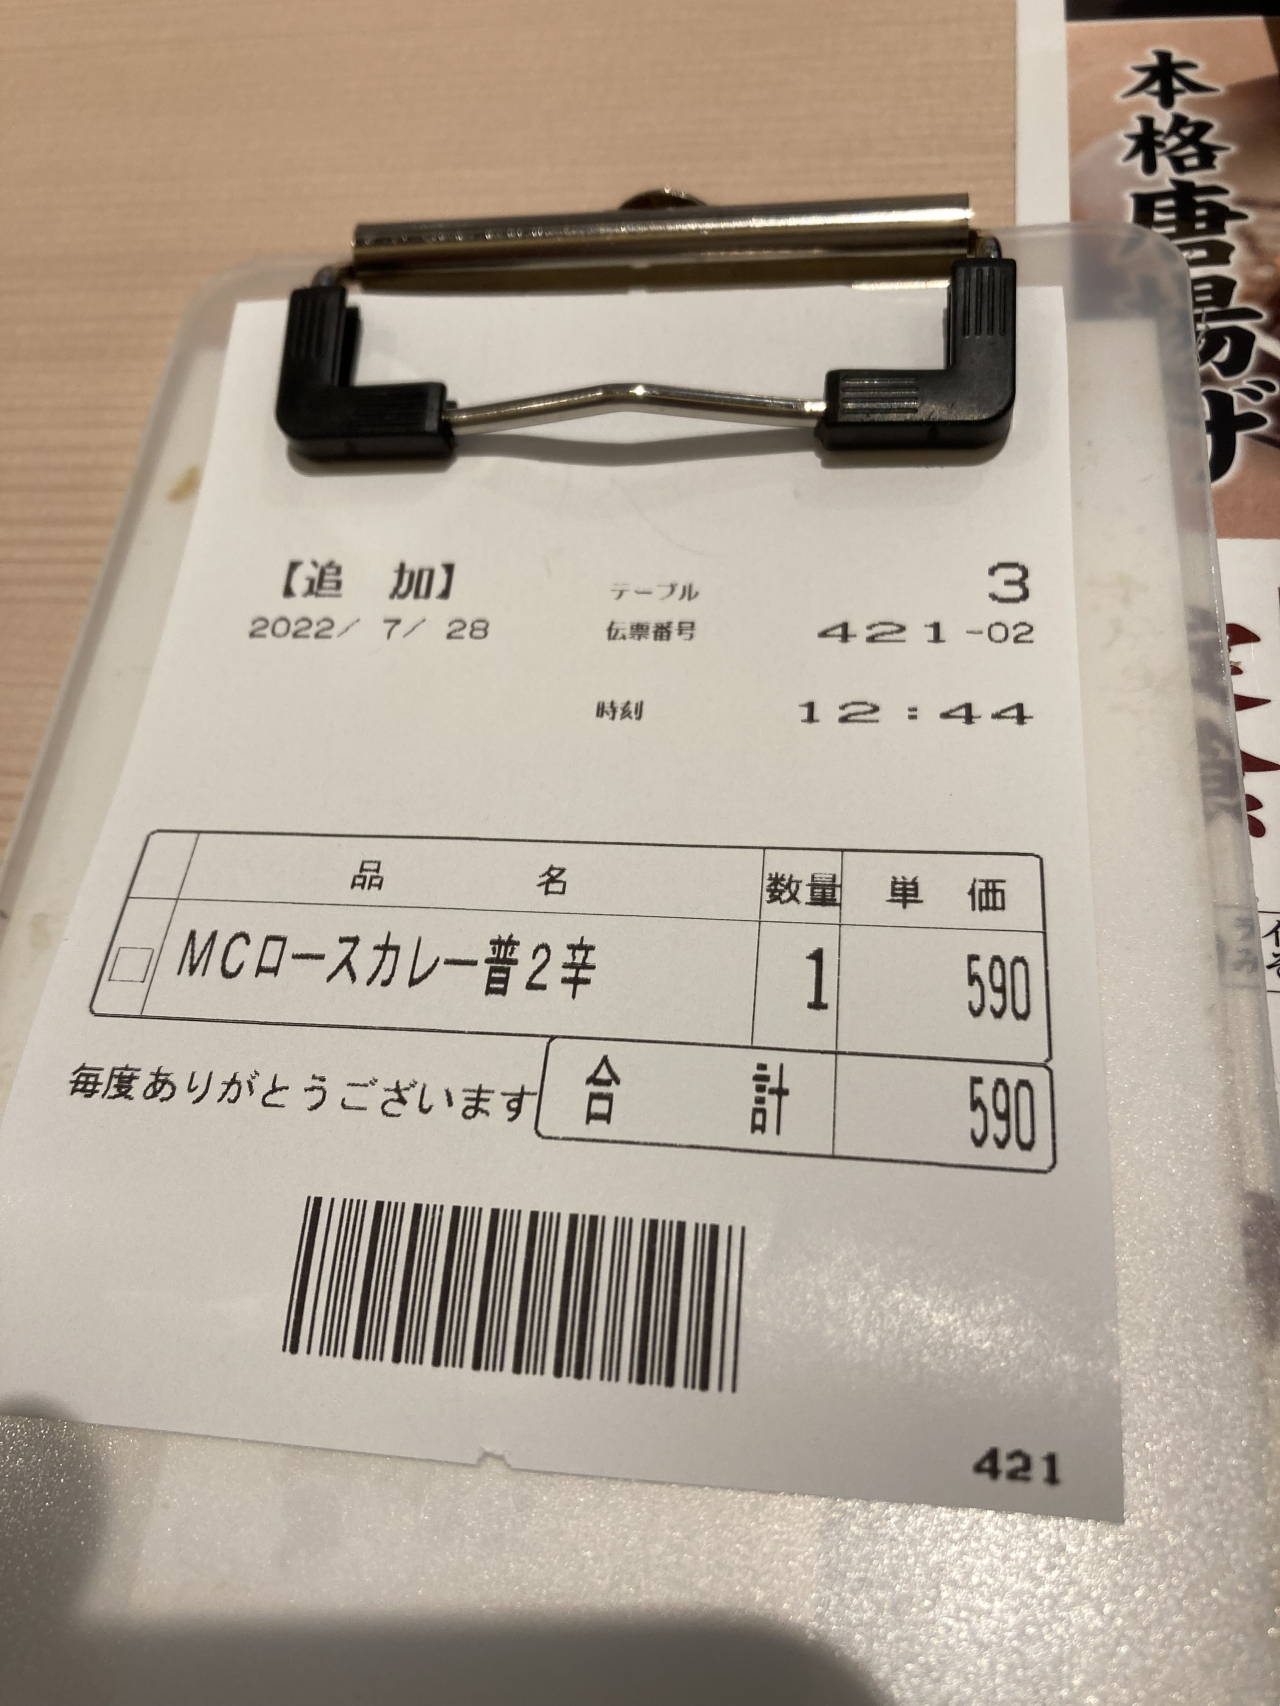 本格唐揚げ
【追　加】
テーブル 3
2022/ 7/ 28
伝票番号 421-02
時刻 12:44
品　名 数量 単　価
MCロースカレー普2辛 1 590
毎度ありがとうございます
合　計 590
421